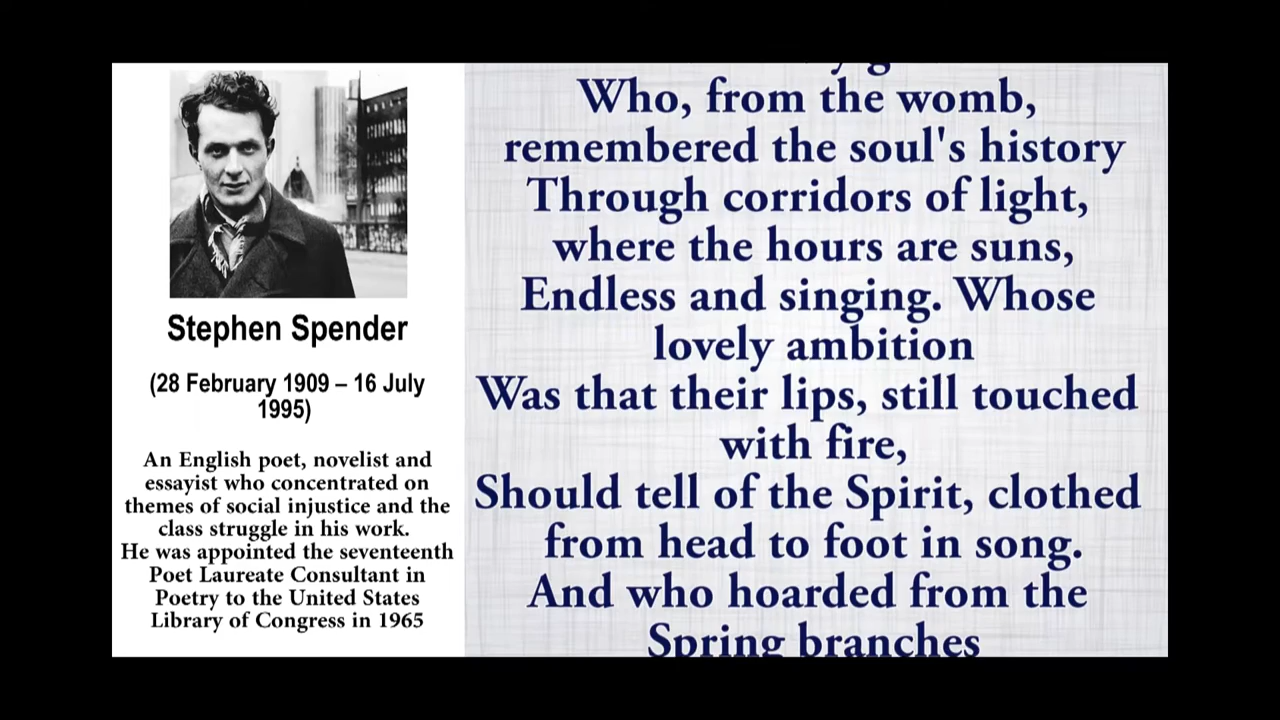 Stephen Spender
(28 February 1909 – 16 July
1995)
An English poet, novelist and
essayist who concentrated on
themes of social injustice and the
class struggle in his work.
He was appointed the seventeenth
Poet Laureate Consultant in
Poetry to the United States
Library of Congress in 1965
Who, from the womb,
remembered the soul's history
Through corridors of light,
where the hours are suns,
Endless and singing. Whose
lovely ambition
Was that their lips, still touched
with fire,
Should tell of the Spirit, clothed
from head to foot in song.
And who hoarded from the
Spring branches